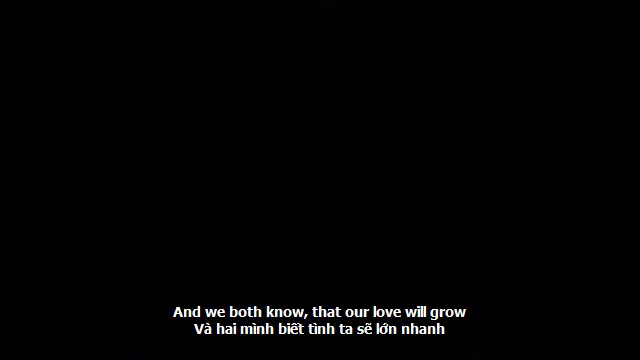 And we both know, that our love will grow
Và hai mình biết tình ta sẽ lớn nhanh